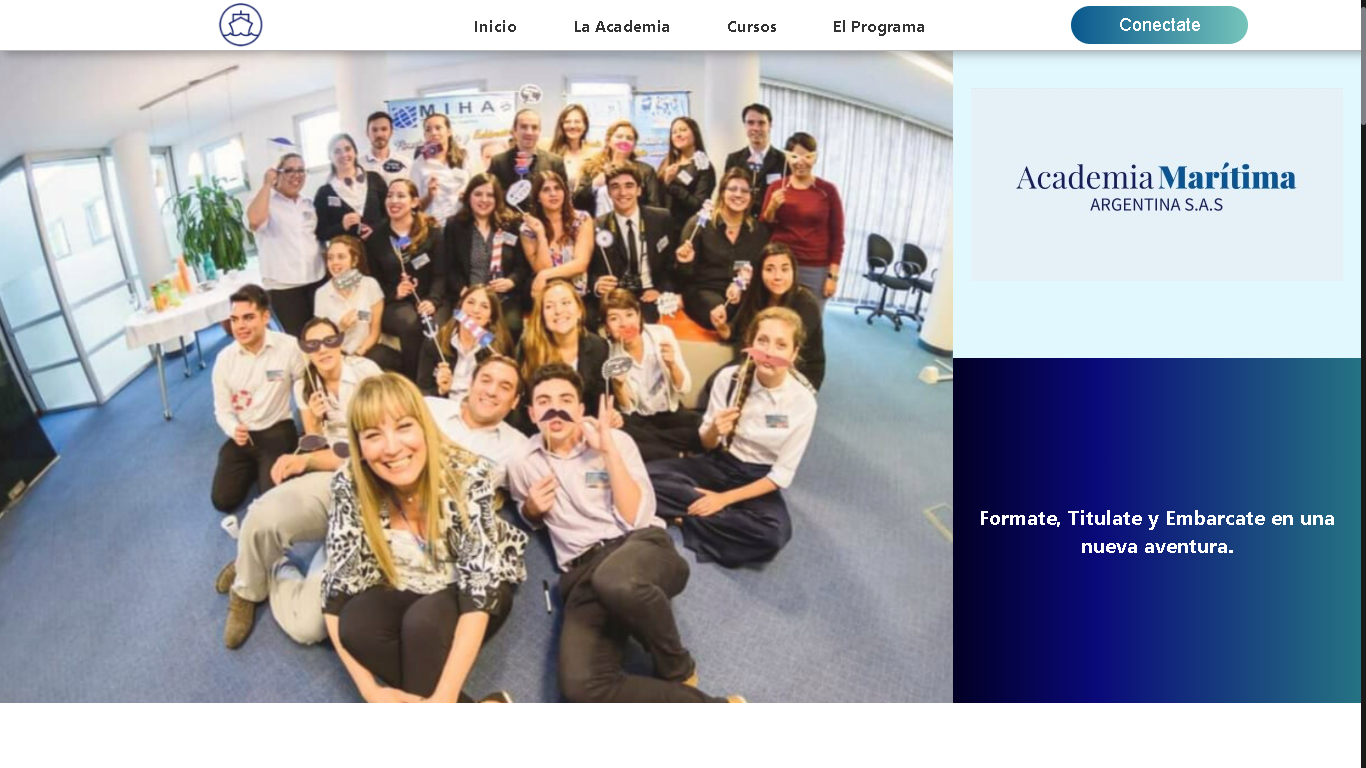 Inicio
La Academia
Cursos
El Programa
Conectate
MIHA
Academia Marítima
ARGENTINA S.A.S
Formate, Titulate y Embarcate en una
nueva aventura.